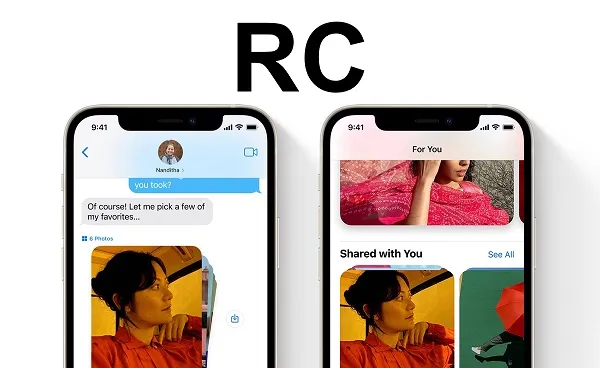 RC
9:41
Nanditha
you took?
Of course! Let me pick a few of
my favorites...
6 Photos
9:41
For You
Shared with You
See All